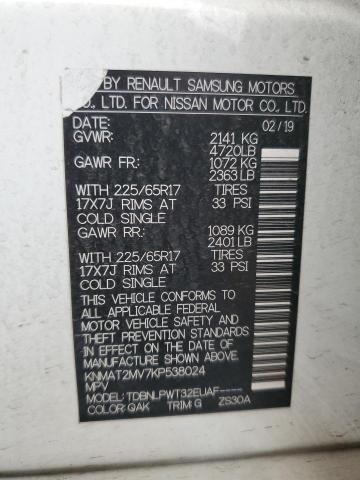 BY RENAULT SAMSUNG MOTORS
CO., LTD. FOR NISSAN MOTOR CO., LTD.
DATE: 02/19
GVWR: 2141 KG
4720LB
GAWR FR: 1072 KG
2363 LB
WITH 225/65R17 TIRES
17X7J RIMS AT 33 PSI
COLD SINGLE
GAWR RR: 1089 KG
2401 LB
WITH 225/65R17 TIRES
17X7J RIMS AT 33 PSI
COLD SINGLE
THIS VEHICLE CONFORMS TO
ALL APPLICABLE FEDERAL
MOTOR VEHICLE SAFETY AND
THEFT PREVENTION STANDARDS
IN EFFECT ON THE DATE OF
MANUFACTURE SHOWN ABOVE.
KNMAT2MV7KP538024
MPV
MODEL: TDBNLPWT32EUAF----
COLOR: QAK TRIM: G ZS30A